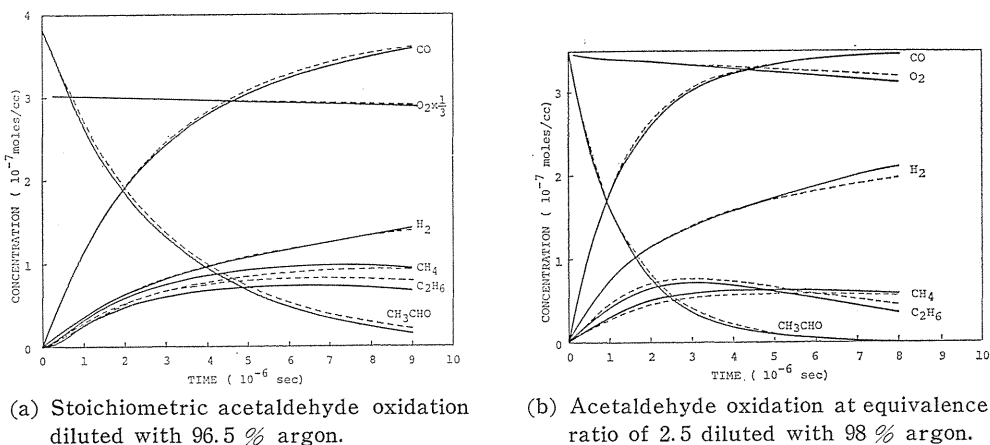 4
3
2
1
0
CONCENTRATION ( 10⁻⁷ moles/cc)
CO
O₂×1/3
H₂
CH₄
C₂H₆
CH₃CHO
0 1 2 3 4 5 6 7 8 9 10
TIME ( 10⁻⁶ sec)
(a) Stoichiometric acetaldehyde oxidation
diluted with 96.5 % argon.
3
2
1
0
CONCENTRATION ( 10⁻⁷ moles/cc)
CO
O₂
H₂
CH₄
C₂H₆
CH₃CHO
0 1 2 3 4 5 6 7 8 9 10
TIME. ( 10⁻⁶ sec)
(b) Acetaldehyde oxidation at equivalence
ratio of 2.5 diluted with 98 % argon.